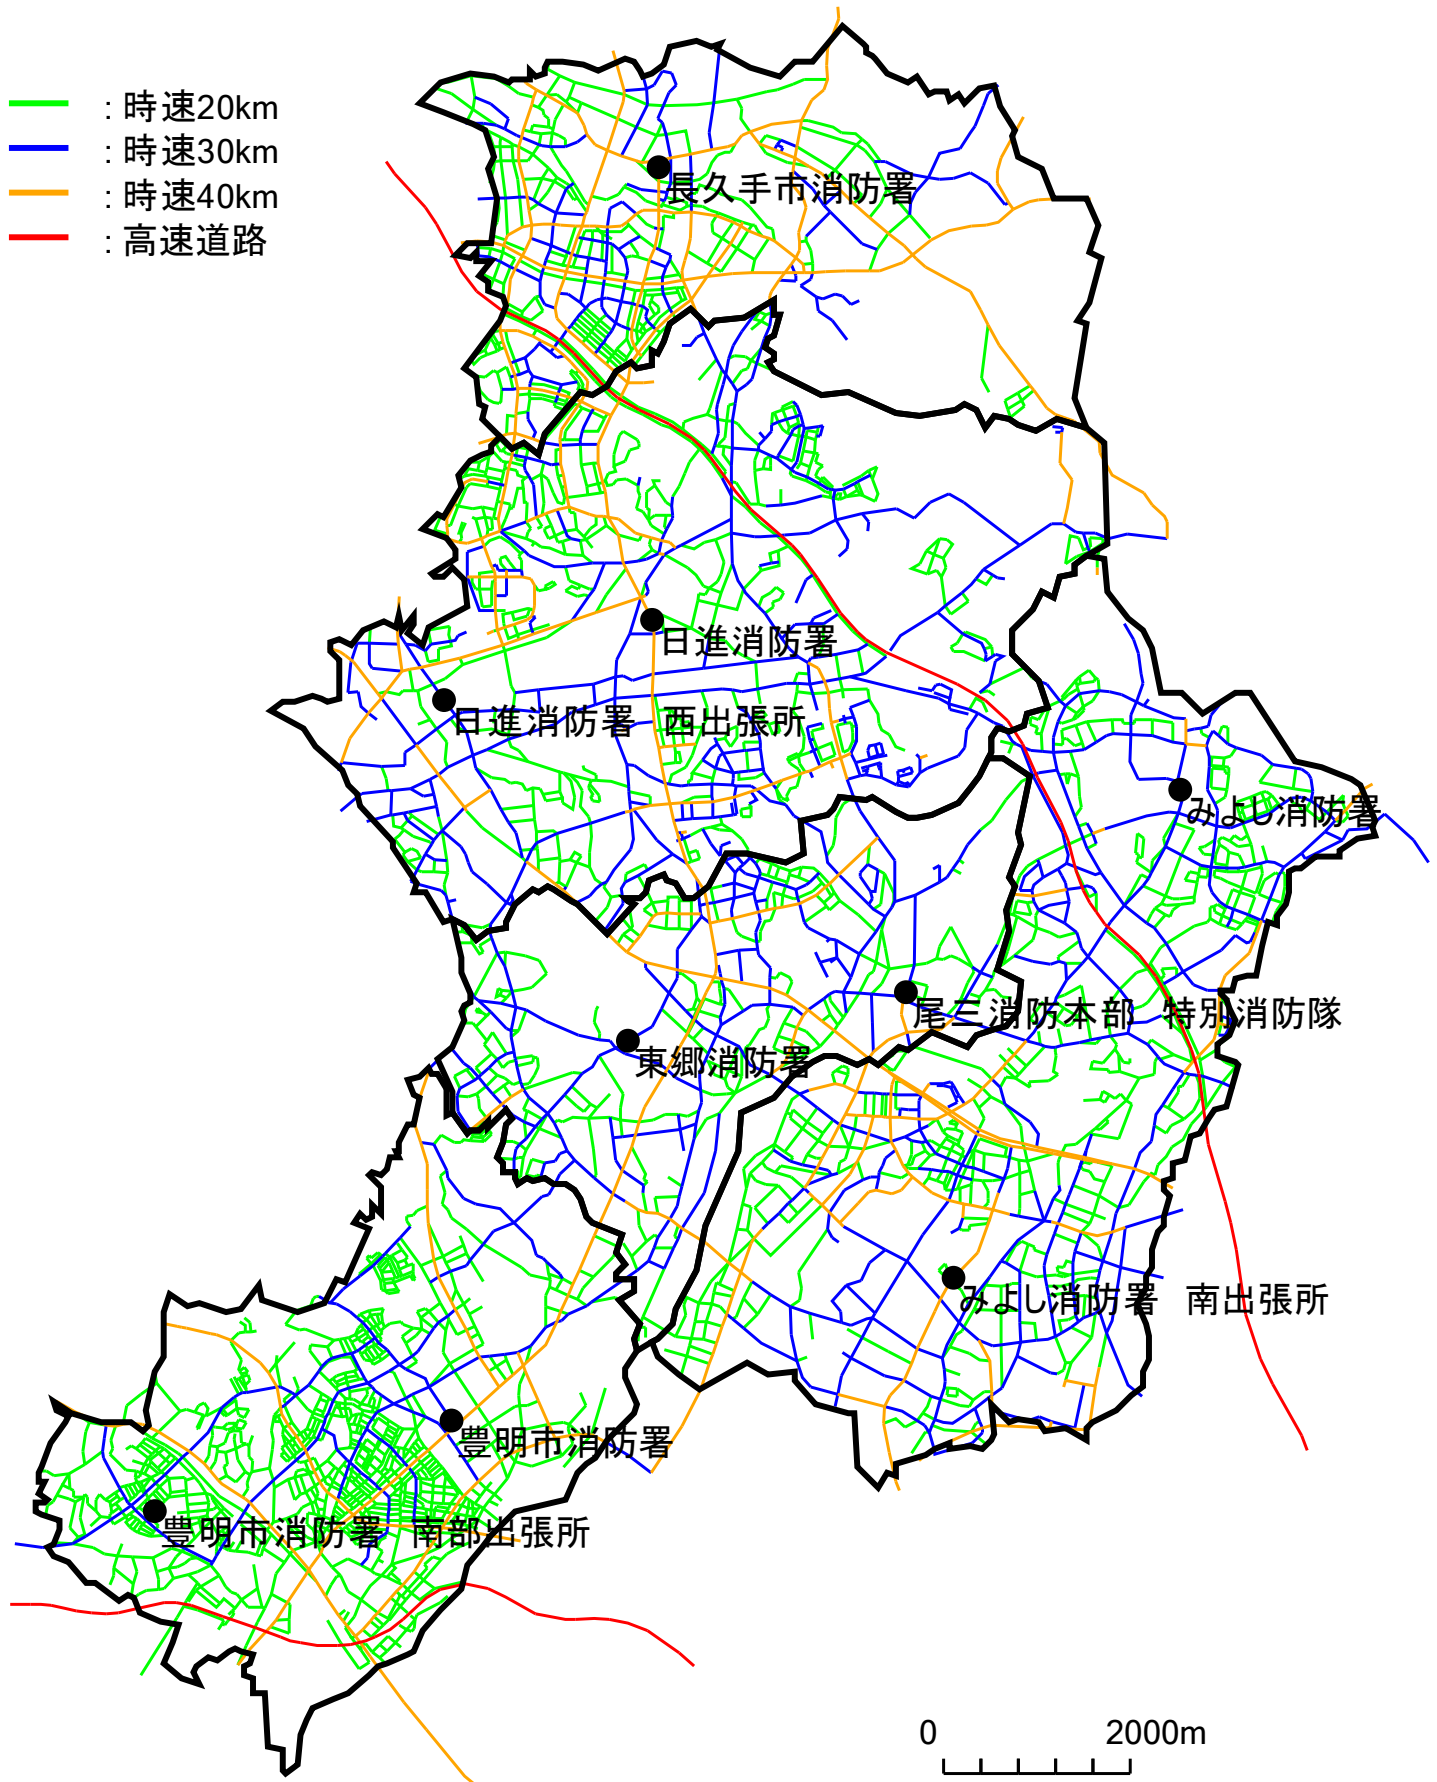 : 時速20km
: 時速30km
: 時速40km
: 高速道路
長久手市消防署
日進消防署
日進消防署　西出張所
みよし消防署
尾三消防本部　特別消防隊
東郷消防署
みよし消防署　南出張所
豊明市消防署
豊明市消防署　南部出張所
0 2000m